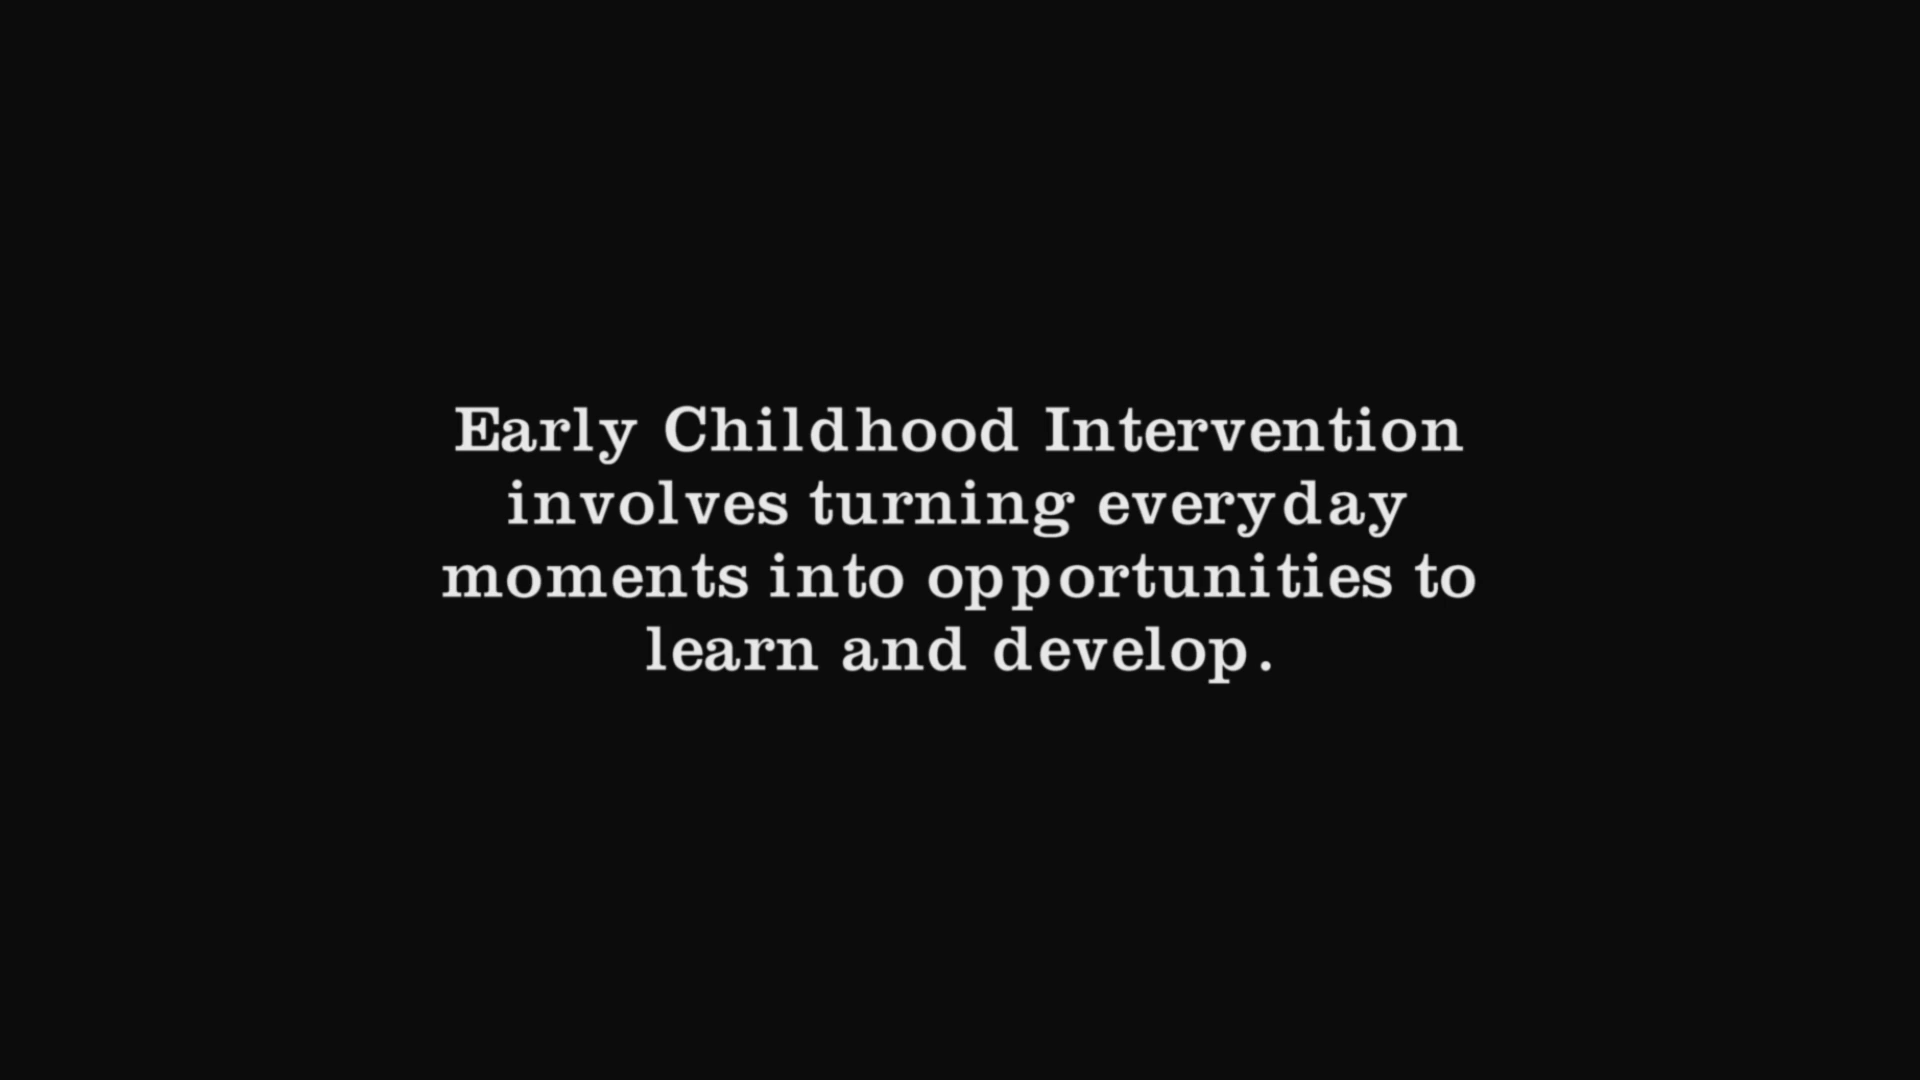 Early Childhood Intervention
involves turning everyday
moments into opportunities to
learn and develop.